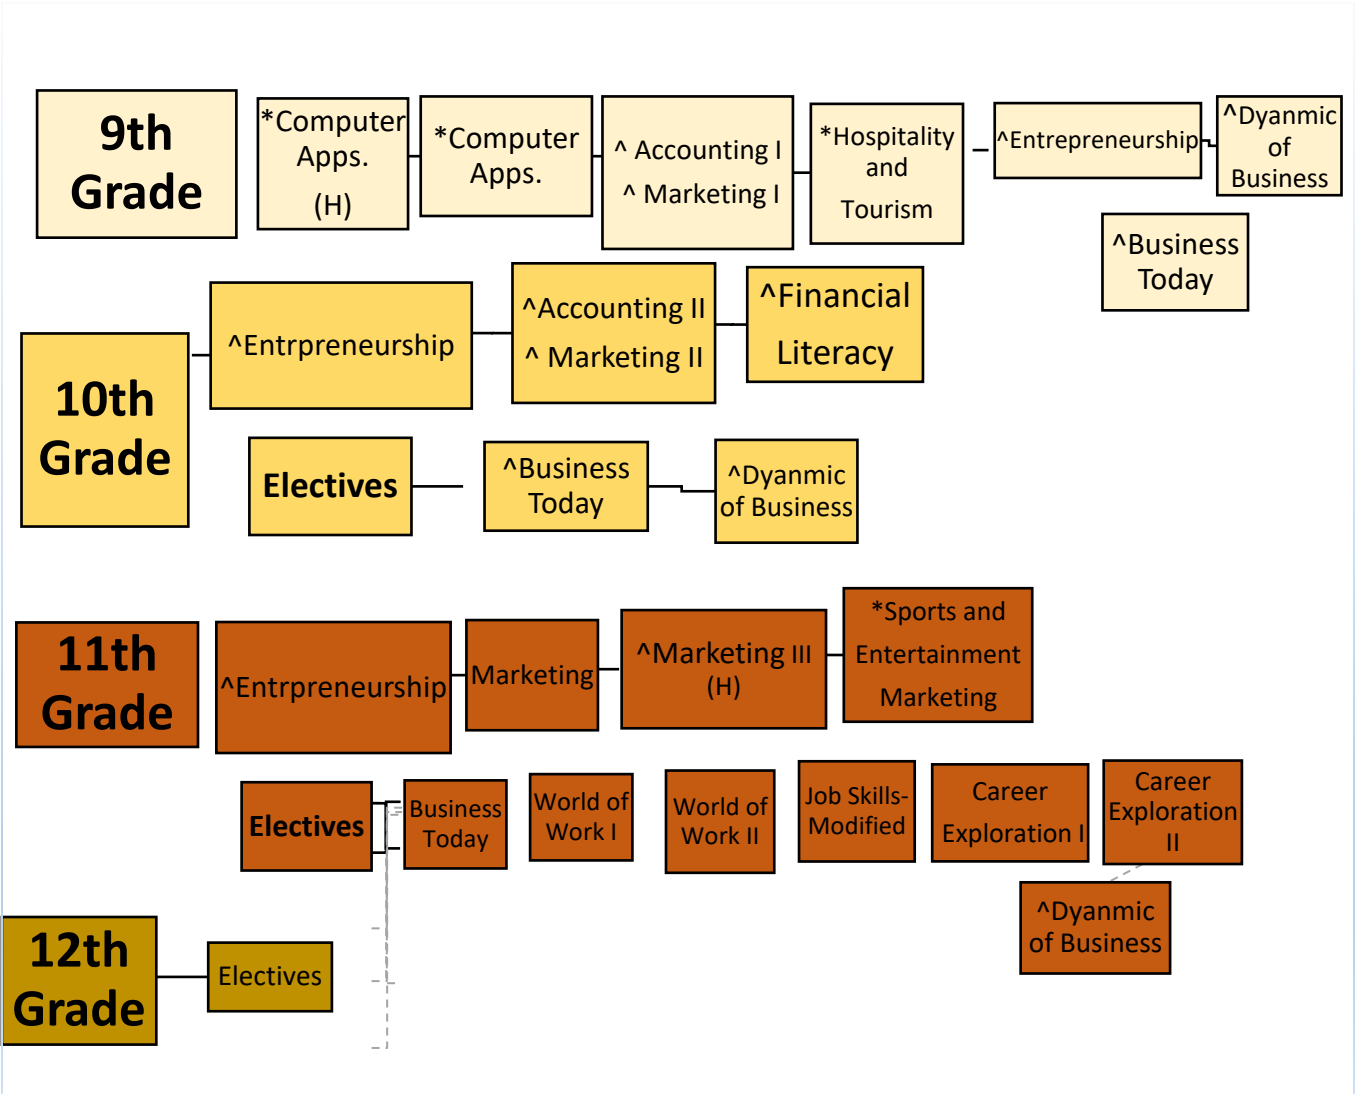 9th
Grade
*Computer
Apps.
(H)
*Computer
Apps.
^ Accounting I
^ Marketing I
*Hospitality
and
Tourism
^Entrepreneurship
^Dyanmic
of
Business
^Business
Today
10th
Grade
^Entrpreneurship
^Accounting II
^ Marketing II
^Financial
Literacy
Electives
^Business
Today
^Dyanmic
of Business
11th
Grade
^Entrpreneurship
Marketing
^Marketing III
(H)
*Sports and
Entertainment
Marketing
Electives
Business
Today
World of
Work I
World of
Work II
Job Skills-
Modified
Career
Exploration I
Career
Exploration
II
^Dyanmic
of Business
12th
Grade
Electives